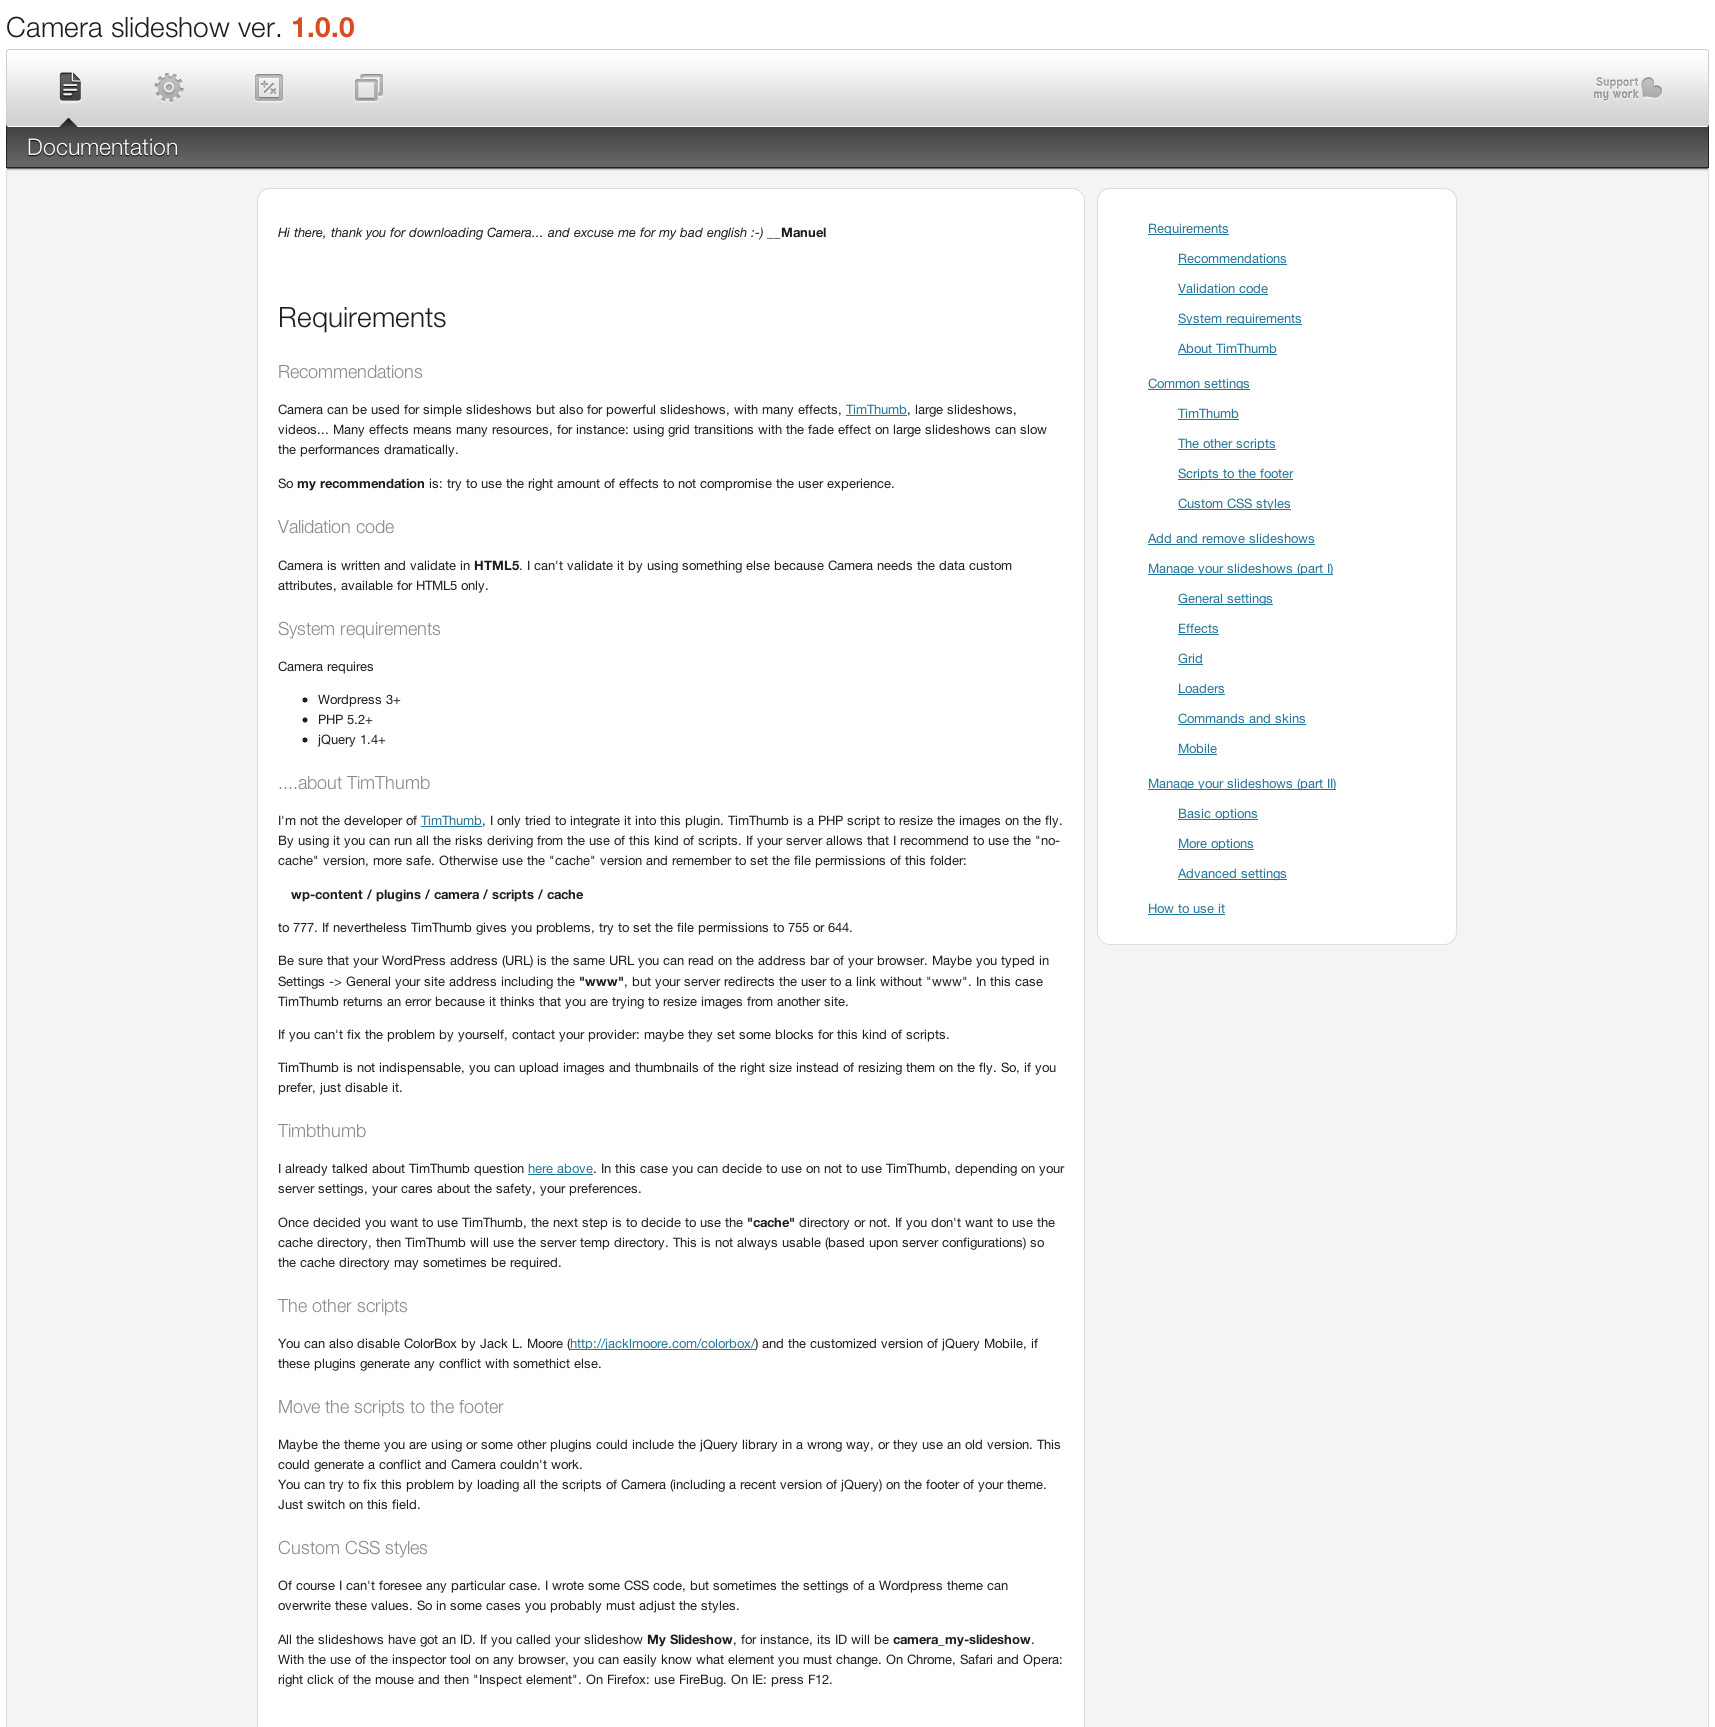 Camera slideshow ver. 1.0.0
Support
my work
Documentation
Hi there, thank you for downloading Camera... and excuse me for my bad english :-) __Manuel
Requirements
Recommendations
Camera can be used for simple slideshows but also for powerful slideshows, with many effects, TimThumb, large slideshows,
videos... Many effects means many resources, for instance: using grid transitions with the fade effect on large slideshows can slow
the performances dramatically.
So my recommendation is: try to use the right amount of effects to not compromise the user experience.
Validation code
Camera is written and validate in HTML5. I can't validate it by using something else because Camera needs the data custom
attributes, available for HTML5 only.
System requirements
Camera requires
• Wordpress 3+
• PHP 5.2+
• jQuery 1.4+
....about TimThumb
I'm not the developer of TimThumb, I only tried to integrate it into this plugin. TimThumb is a PHP script to resize the images on the fly.
By using it you can run all the risks deriving from the use of this kind of scripts. If your server allows that I recommend to use the "no-
cache" version, more safe. Otherwise use the "cache" version and remember to set the file permissions of this folder:
wp-content / plugins / camera / scripts / cache
to 777. If nevertheless TimThumb gives you problems, try to set the file permissions to 755 or 644.
Be sure that your WordPress address (URL) is the same URL you can read on the address bar of your browser. Maybe you typed in
Settings -> General your site address including the "www", but your server redirects the user to a link without "www". In this case
TimThumb returns an error because it thinks that you are trying to resize images from another site.
If you can't fix the problem by yourself, contact your provider: maybe they set some blocks for this kind of scripts.
TimThumb is not indispensable, you can upload images and thumbnails of the right size instead of resizing them on the fly. So, if you
prefer, just disable it.
Timbthumb
I already talked about TimThumb question here above. In this case you can decide to use on not to use TimThumb, depending on your
server settings, your cares about the safety, your preferences.
Once decided you want to use TimThumb, the next step is to decide to use the "cache" directory or not. If you don't want to use the
cache directory, then TimThumb will use the server temp directory. This is not always usable (based upon server configurations) so
the cache directory may sometimes be required.
The other scripts
You can also disable ColorBox by Jack L. Moore (http://jacklmoore.com/colorbox/) and the customized version of jQuery Mobile, if
these plugins generate any conflict with somethict else.
Move the scripts to the footer
Maybe the theme you are using or some other plugins could include the jQuery library in a wrong way, or they use an old version. This
could generate a conflict and Camera couldn't work.
You can try to fix this problem by loading all the scripts of Camera (including a recent version of jQuery) on the footer of your theme.
Just switch on this field.
Custom CSS styles
Of course I can't foresee any particular case. I wrote some CSS code, but sometimes the settings of a Wordpress theme can
overwrite these values. So in some cases you probably must adjust the styles.
All the slideshows have got an ID. If you called your slideshow My Slideshow, for instance, its ID will be camera_my-slideshow.
With the use of the inspector tool on any browser, you can easily know what element you must change. On Chrome, Safari and Opera:
right click of the mouse and then "Inspect element". On Firefox: use FireBug. On IE: press F12.
Requirements
Recommendations
Validation code
System requirements
About TimThumb
Common settings
TimThumb
The other scripts
Scripts to the footer
Custom CSS styles
Add and remove slideshows
Manage your slideshows (part I)
General settings
Effects
Grid
Loaders
Commands and skins
Mobile
Manage your slideshows (part II)
Basic options
More options
Advanced settings
How to use it